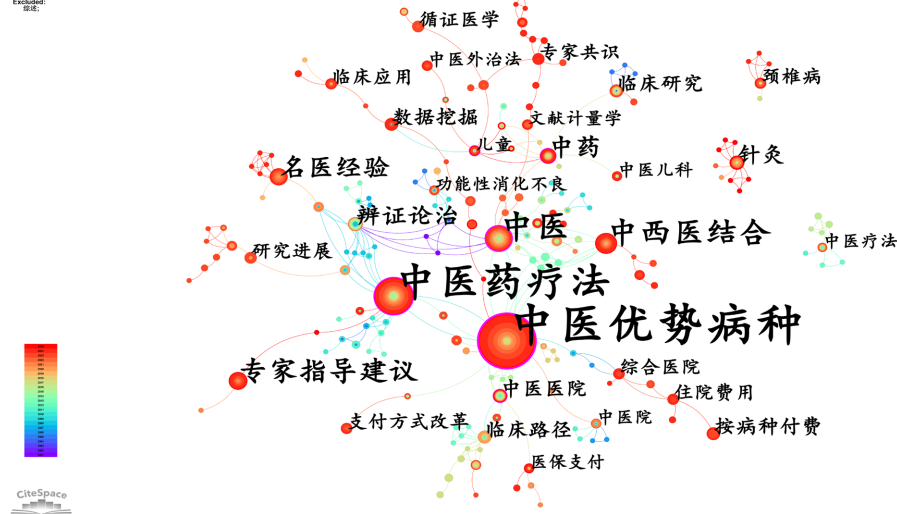 Excluded:
综述;
循证医学
专家共识
中医外治法
临床应用
临床研究
颈椎病
数据挖掘
文献计量学
儿童
中药
针灸
名医经验
中医儿科
功能性消化不良
辨证论治
中医
中西医结合
中医疗法
研究进展
中医药疗法
中医优势病种
专家指导建议
综合医院
中医医院
住院费用
支付方式改革
临床路径
中医院
按病种付费
医保支付
CiteSpace